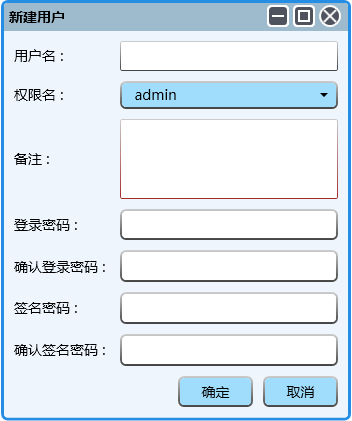 新建用户
用户名：
权限名： admin
备注：
登录密码：
确认登录密码：
签名密码：
确认签名密码：
确定 取消